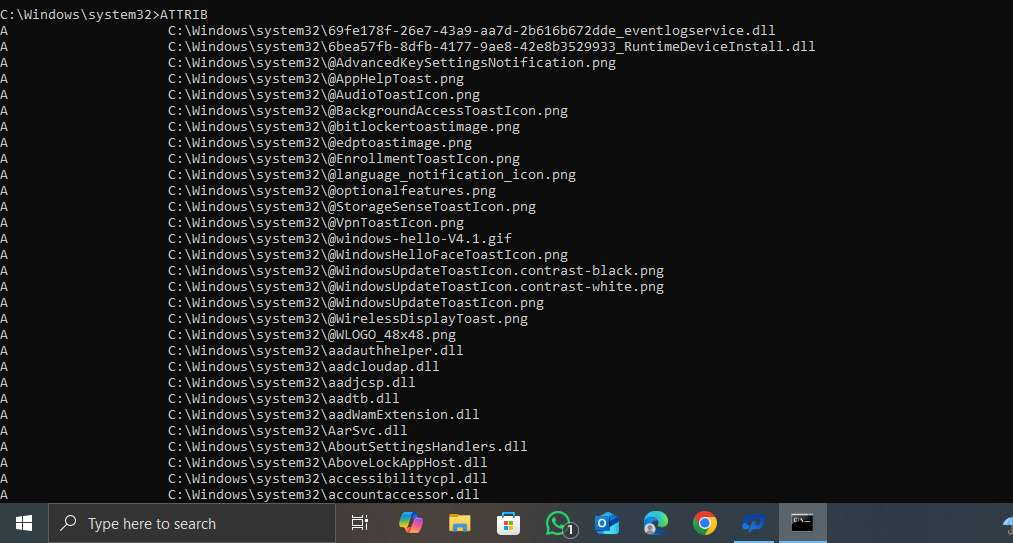 C:\Windows\system32>ATTRIB
A                    C:\Windows\system32\69fe178f-26e7-43a9-aa7d-2b616b672dde_eventlogservice.dll
A                    C:\Windows\system32\6bea57fb-8dfb-4177-9ae8-42e8b3529933_RuntimeDeviceInstall.dll
A                    C:\Windows\system32\@AdvancedKeySettingsNotification.png
A                    C:\Windows\system32\@AppHelpToast.png
A                    C:\Windows\system32\@AudioToastIcon.png
A                    C:\Windows\system32\@BackgroundAccessToastIcon.png
A                    C:\Windows\system32\@bitlockertoastimage.png
A                    C:\Windows\system32\@edptoastimage.png
A                    C:\Windows\system32\@EnrollmentToastIcon.png
A                    C:\Windows\system32\@language_notification_icon.png
A                    C:\Windows\system32\@optionalfeatures.png
A                    C:\Windows\system32\@StorageSenseToastIcon.png
A                    C:\Windows\system32\@VpnToastIcon.png
A                    C:\Windows\system32\@windows-hello-V4.1.gif
A                    C:\Windows\system32\@WindowsHelloFaceToastIcon.png
A                    C:\Windows\system32\@WindowsUpdateToastIcon.contrast-black.png
A                    C:\Windows\system32\@WindowsUpdateToastIcon.contrast-white.png
A                    C:\Windows\system32\@WindowsUpdateToastIcon.png
A                    C:\Windows\system32\@WirelessDisplayToast.png
A                    C:\Windows\system32\@WLOGO_48x48.png
A                    C:\Windows\system32\aadauthhelper.dll
A                    C:\Windows\system32\aadcloudap.dll
A                    C:\Windows\system32\aadjcsp.dll
A                    C:\Windows\system32\aadtb.dll
A                    C:\Windows\system32\aadWamExtension.dll
A                    C:\Windows\system32\AarSvc.dll
A                    C:\Windows\system32\AboutSettingsHandlers.dll
A                    C:\Windows\system32\AboveLockAppHost.dll
A                    C:\Windows\system32\accessibilitycpl.dll
A                    C:\Windows\system32\accountaccessor.dll
Type here to search
1